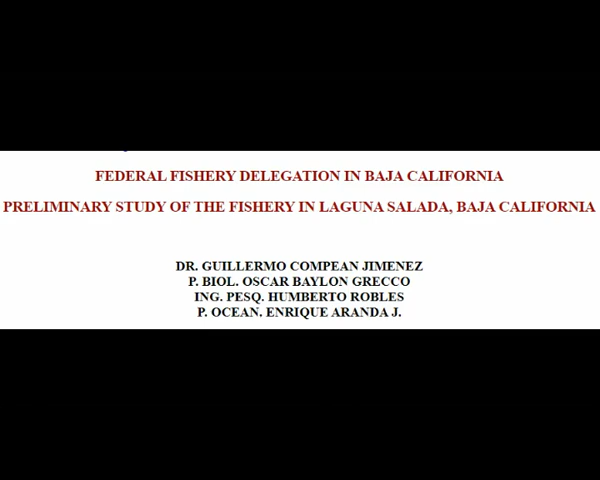 FEDERAL FISHERY DELEGATION IN BAJA CALIFORNIA
PRELIMINARY STUDY OF THE FISHERY IN LAGUNA SALADA, BAJA CALIFORNIA
DR. GUILLERMO COMPEAN JIMENEZ
P. BIOL. OSCAR BAYLON GRECCO
ING. PESQ. HUMBERTO ROBLES
P. OCEAN. ENRIQUE ARANDA J.